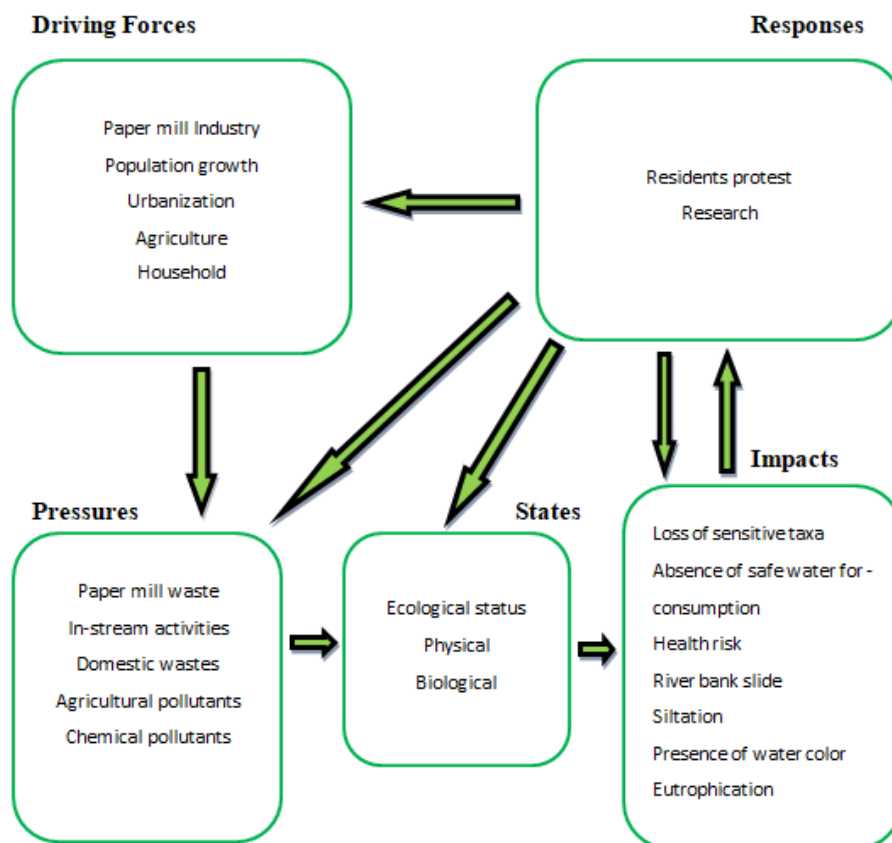 Driving Forces
Responses
Paper mill Industry
Population growth
Urbanization
Agriculture
Household
Residents protest
Research
Pressures
States
Impacts
Paper mill waste
In-stream activities
Domestic wastes
Agricultural pollutants
Chemical pollutants
Ecological status
Physical
Biological
Loss of sensitive taxa
Absence of safe water for -
consumption
Health risk
River bank slide
Siltation
Presence of water color
Eutrophication